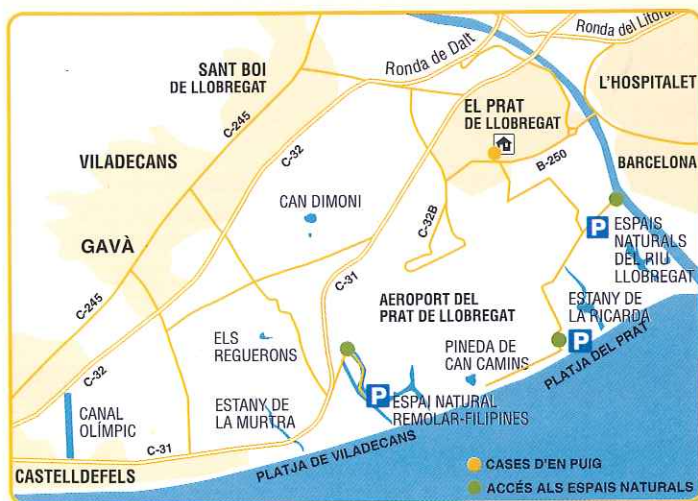 Ronda del Litoral
Ronda de Dalt
SANT BOI
DE LLOBREGAT
L'HOSPITALET
EL PRAT
DE LLOBREGAT
C-245
C-32
B-250
BARCELONA
VILADECANS
CAN DIMONI
C-32B
GAVÀ
P
ESPAIS
NATURALS
DEL RIU
LLOBREGAT
C-31
C-245
AEROPORT DEL
PRAT DE LLOBREGAT
ESTANY DE
LA RICARDA
P
ELS
REGUERONS
PINEDA DE
CAN CAMINS
PLATJA DEL PRAT
C-32
P
ESPAI NATURAL
REMOLAR-FILIPINES
CANAL
OLÍMPIC
ESTANY DE
LA MURTRA
C-31
PLATJA DE VILADECANS
CASTELLDEFELS
CASES D'EN PUIG
ACCÉS ALS ESPAIS NATURALS